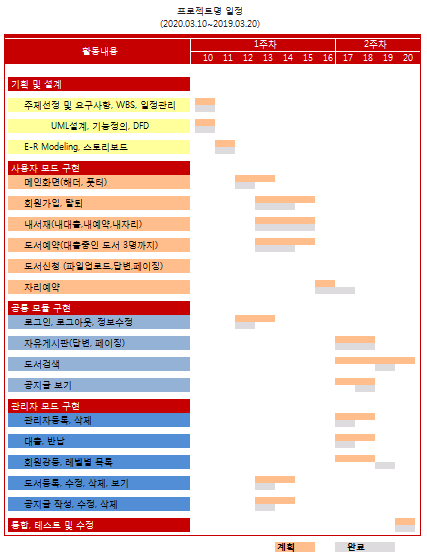 프로젝트명 일정
(2020.03.10~2019.03.20)
활동내용 1주차 2주차
10 11 12 13 14 15 16 17 18 19 20
기획 및 설계
주제선정 및 요구사항, WBS, 일정관리
UML설계, 기능정의, DFD
E-R Modeling, 스토리보드
사용자 모드 구현
메인화면(해더, 풋터)
회원가입, 탈퇴
내서재(내대출,내예약,내자리)
도서예약(대출중인 도서 3명까지)
도서신청 (파일업로드,답변,페이징)
자리예약
공통 모듈 구현
로그인, 로그아웃, 정보수정
자유게시판(답변, 페이징)
도서검색
공지글 보기
관리자 모드 구현
관리자등록, 삭제
대출, 반납
회원강등, 레벨별 목록
도서등록, 수정, 삭제, 보기
공지글 작성, 수정, 삭제
통합, 테스트 및 수정
계획 완료